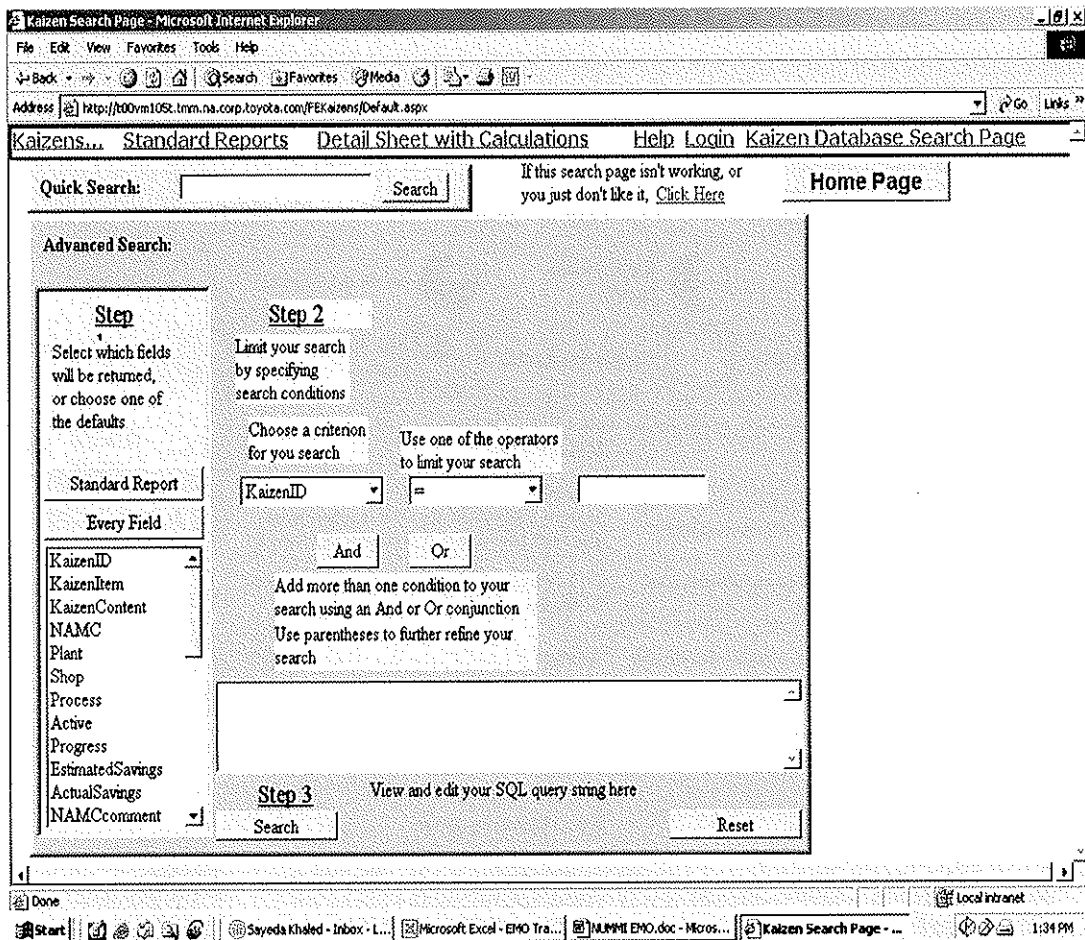 Kaizen Search Page - Microsoft Internet Explorer
File Edit View Favorites Tools Help
Back Search Favorites Media
Address http://t00vm105t.tmm.na.corp.toyota.com/FEKaizens/Default.aspx Go Links »
Kaizens... Standard Reports Detail Sheet with Calculations Help Login Kaizen Database Search Page
Quick Search: Search
If this search page isn't working, or
you just don't like it, Click Here
Home Page
Advanced Search:
Step
Select which fields
will be returned,
or choose one of
the defaults
Standard Report
Every Field
KaizenID
KaizenItem
KaizenContent
NAMC
Plant
Shop
Process
Active
Progress
EstimatedSavings
ActualSavings
NAMCcomment
Step 2
Limit your search
by specifying
search conditions
Choose a criterion
for you search
Use one of the operators
to limit your search
KaizenID =
And Or
Add more than one condition to your
search using an And or Or conjunction
Use parentheses to further refine your
search
Step 3 View and edit your SQL query string here
Search Reset
Done Local intranet
Start Sayeda Khaled - Inbox - L... Microsoft Excel - EMO Tra... NUMMI EMO.doc - Micros... Kaizen Search Page - ... 1:34 PM